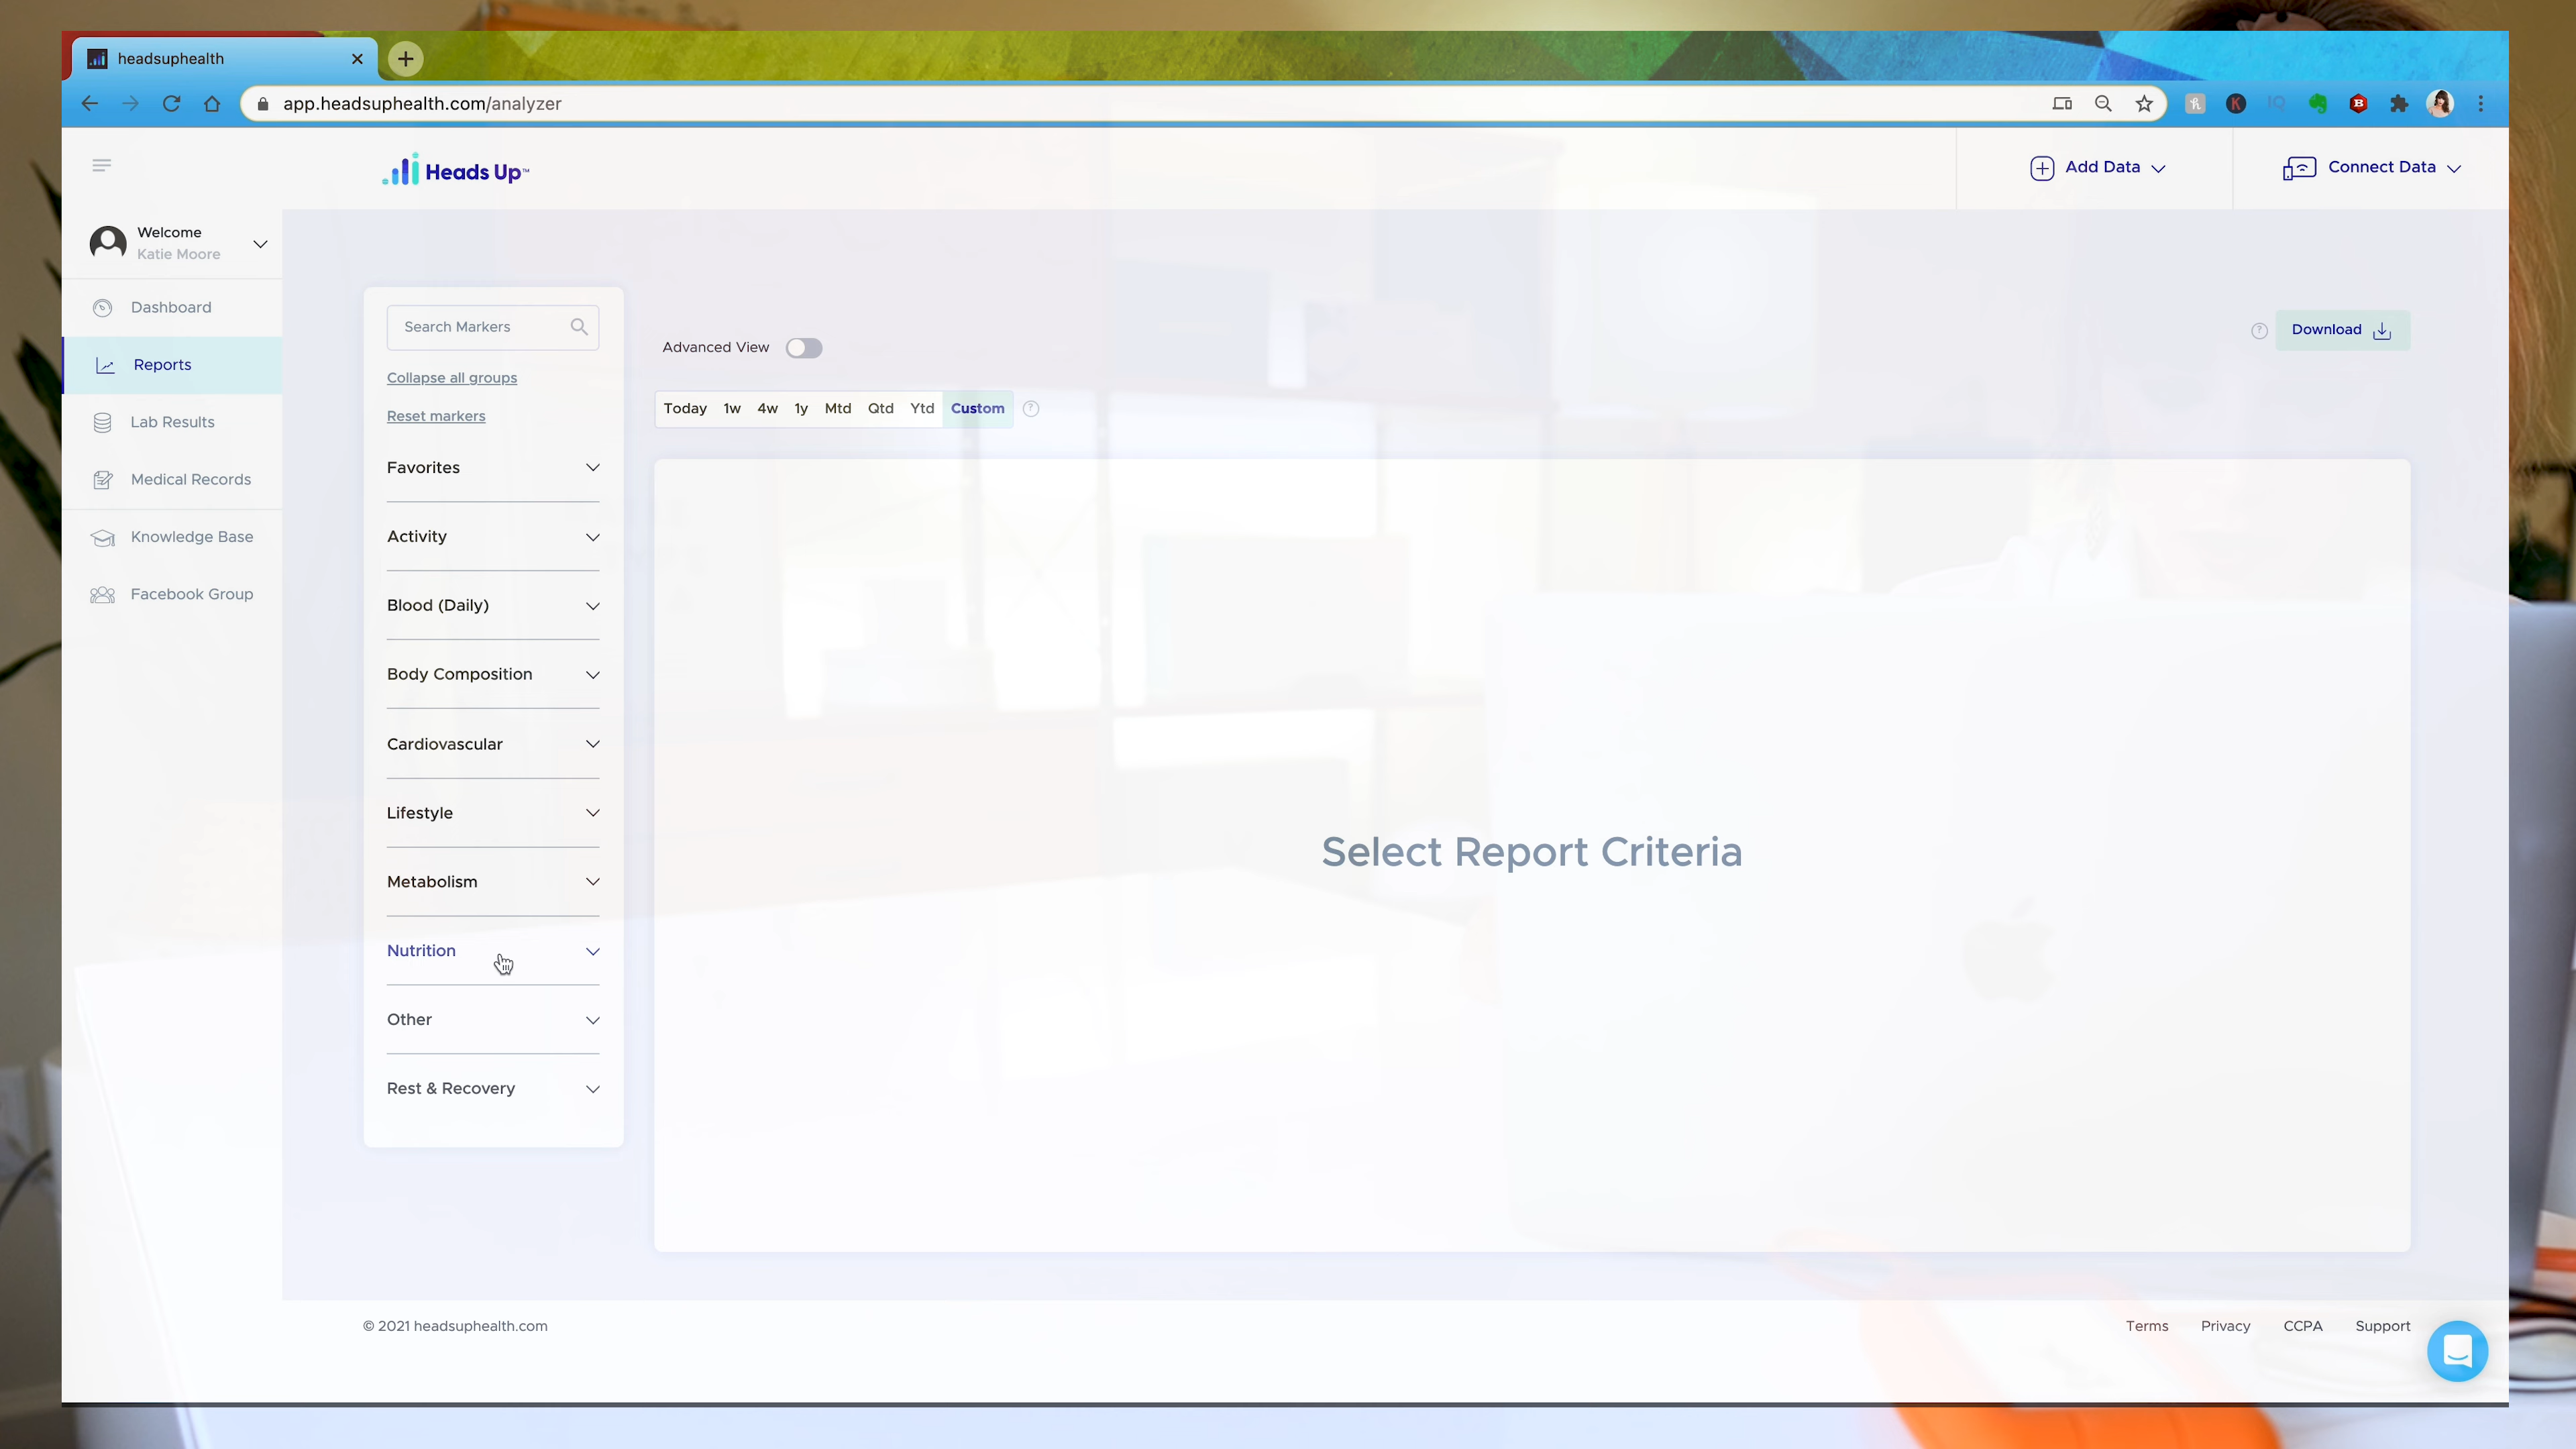 headsuphealth
app.headsuphealth.com/analyzer
Heads Up™
Add Data
Connect Data
Welcome
Katie Moore
Dashboard
Reports
Lab Results
Medical Records
Knowledge Base
Facebook Group
Search Markers
Collapse all groups
Reset markers
Favorites
Activity
Blood (Daily)
Body Composition
Cardiovascular
Lifestyle
Metabolism
Nutrition
Other
Rest & Recovery
Advanced View
Download
Today 1w 4w 1y Mtd Qtd Ytd Custom
Select Report Criteria
© 2021 headsuphealth.com
Terms Privacy CCPA Support